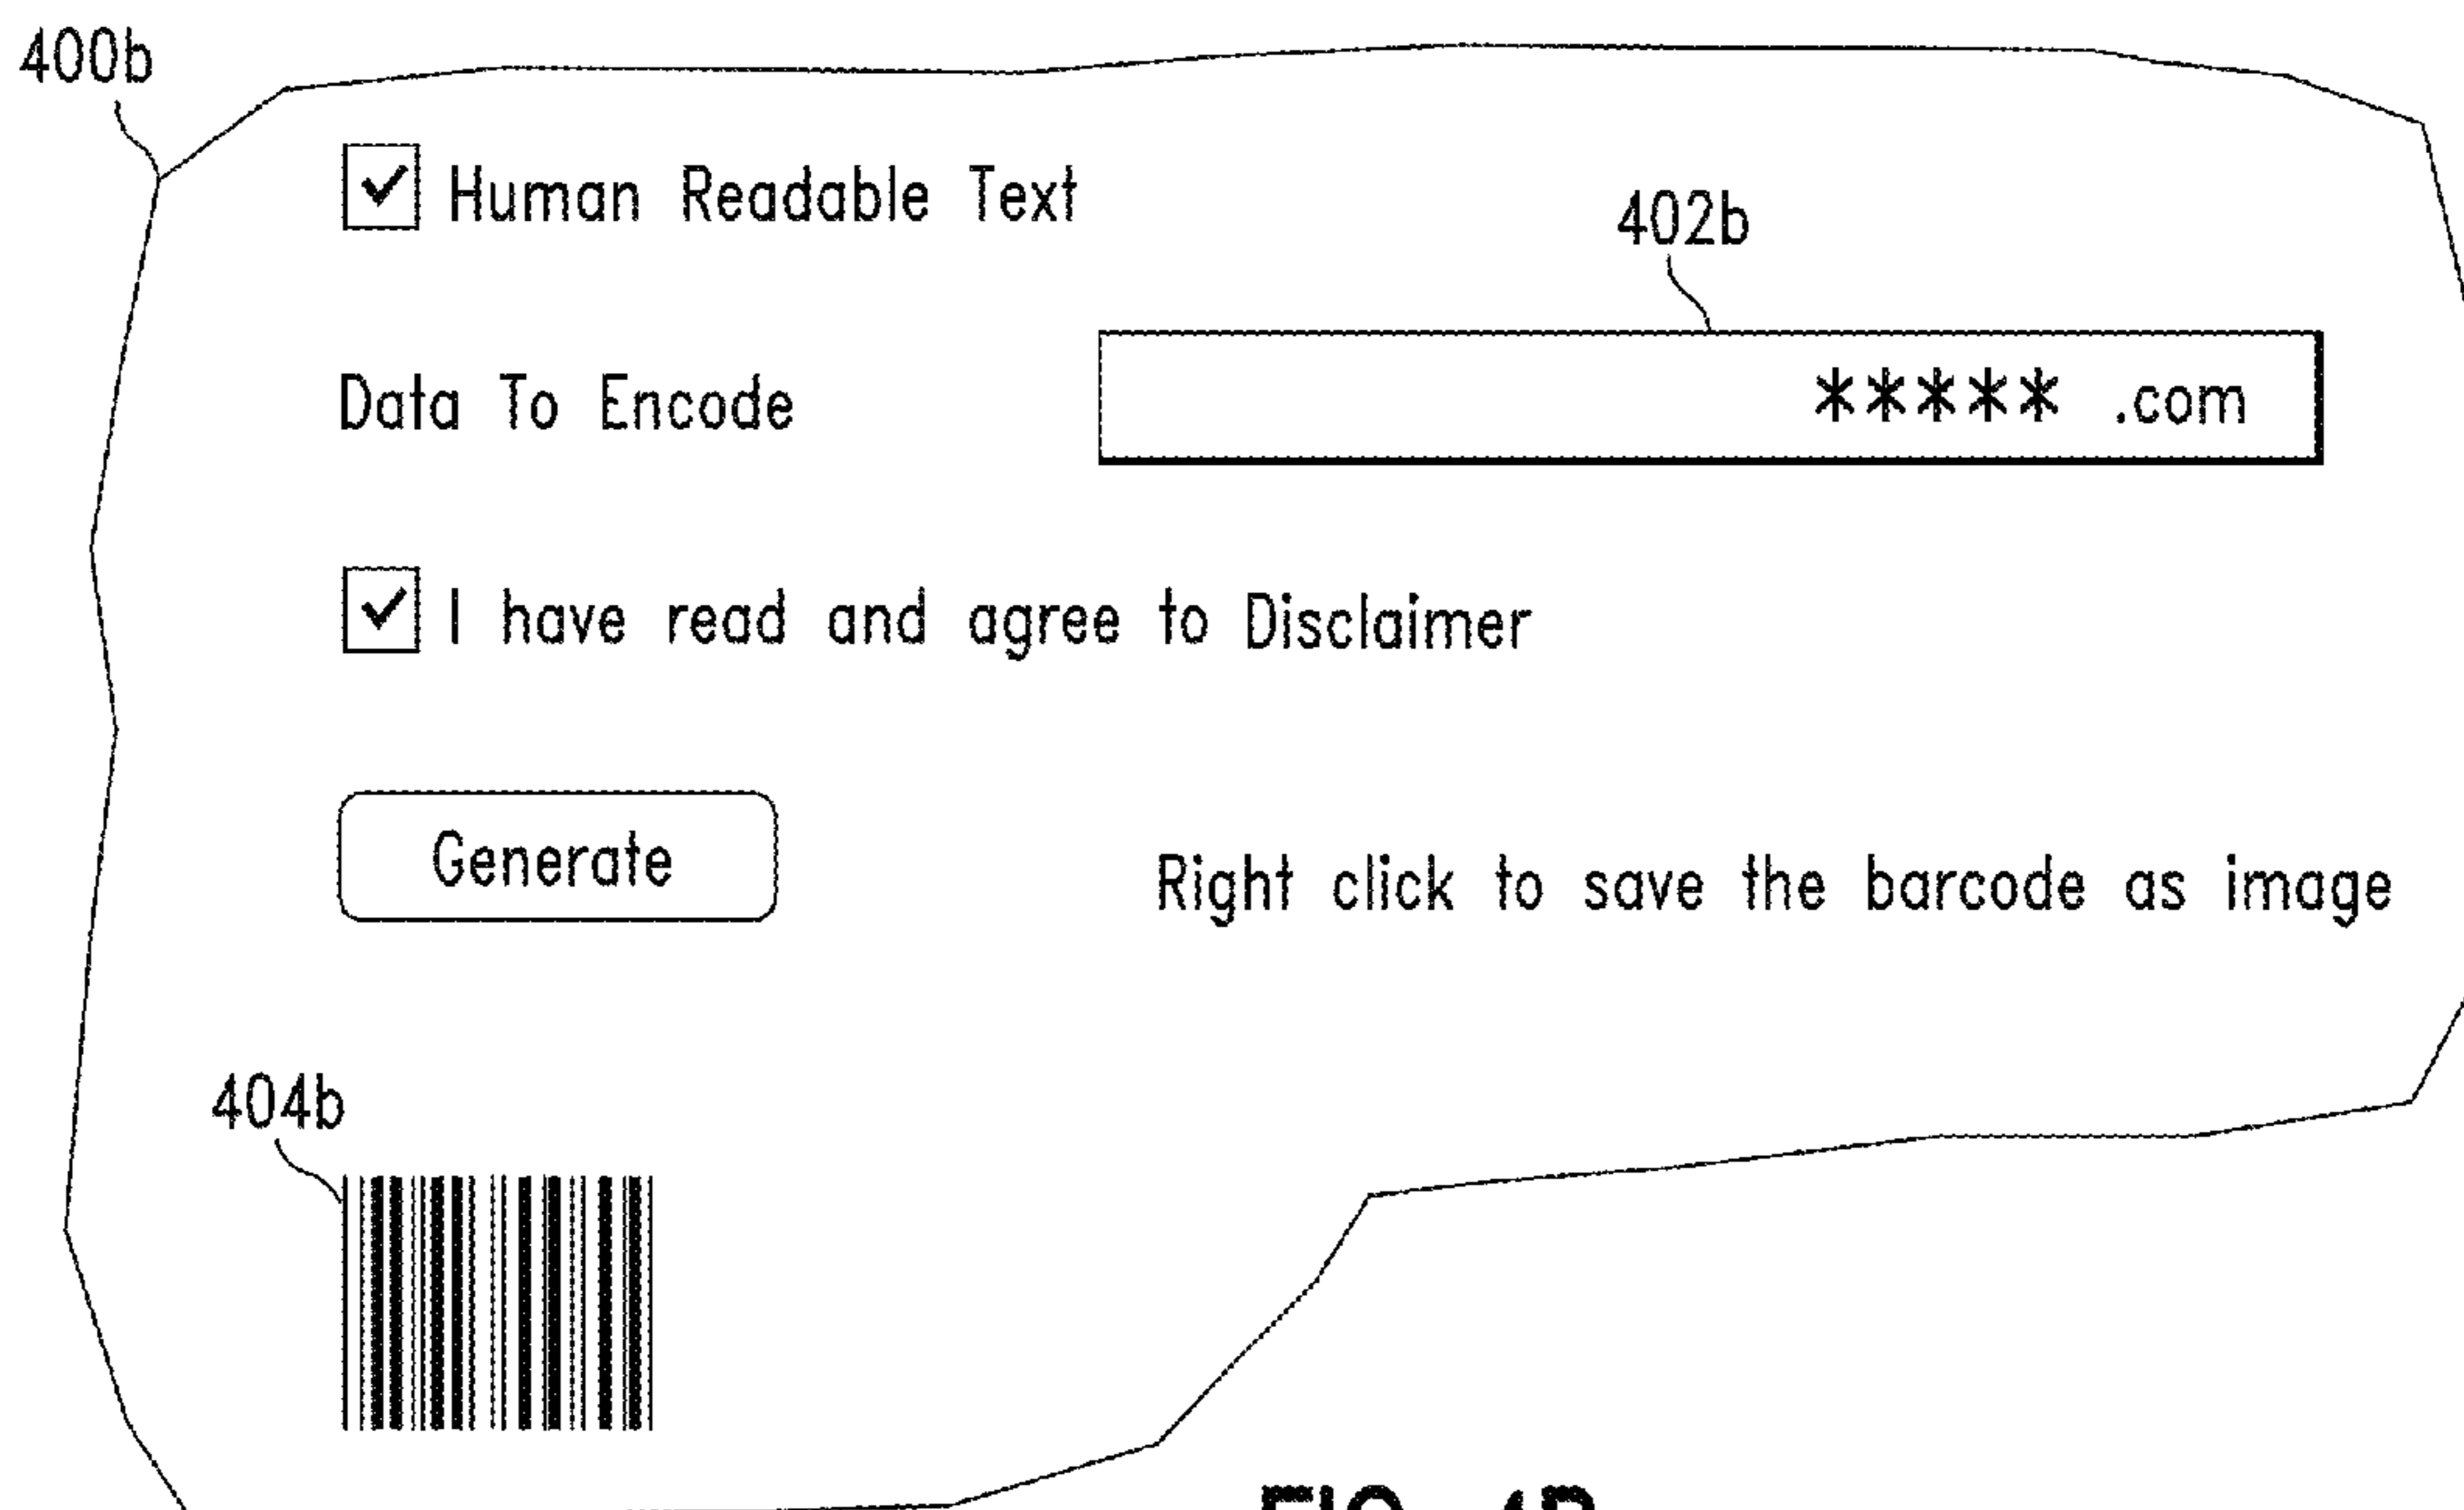 400b
Human Readable Text
402b
Data To Encode
***** .com
I have read and agree to Disclaimer
Generate
Right click to save the barcode as image
404b